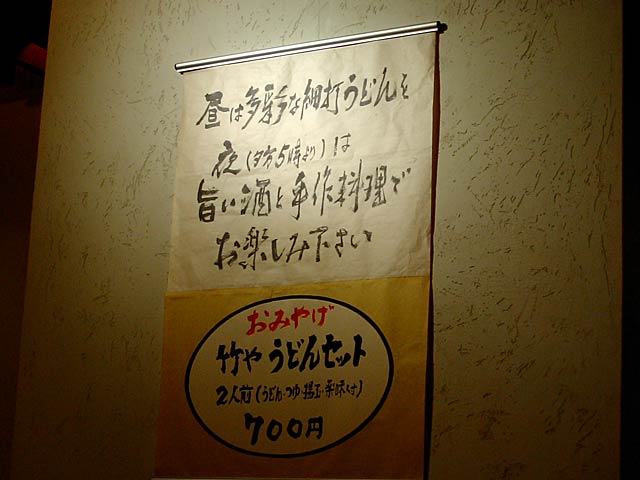 昼は多彩な細打うどんを
夜(夕方5時より)は
旨い酒と手作料理で
お楽しみ下さい
おみやげ
竹や うどんセット
2人前(うどん・つゆ・揚玉・薬味付)
700円